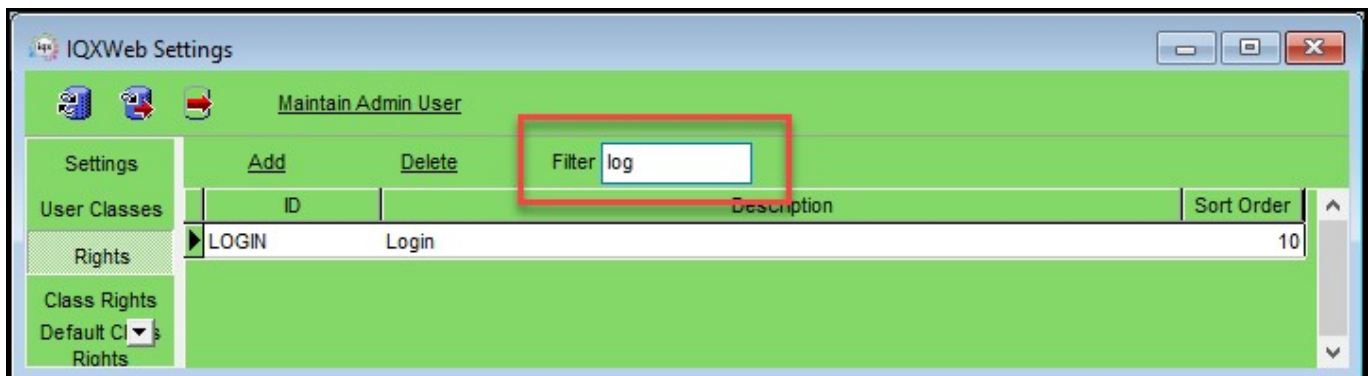 IQXWeb Settings
Maintain Admin User
Settings
Add Delete Filter log
User Classes
ID Description Sort Order
Rights
LOGIN Login 10
Class Rights
Default Cl s
Rights